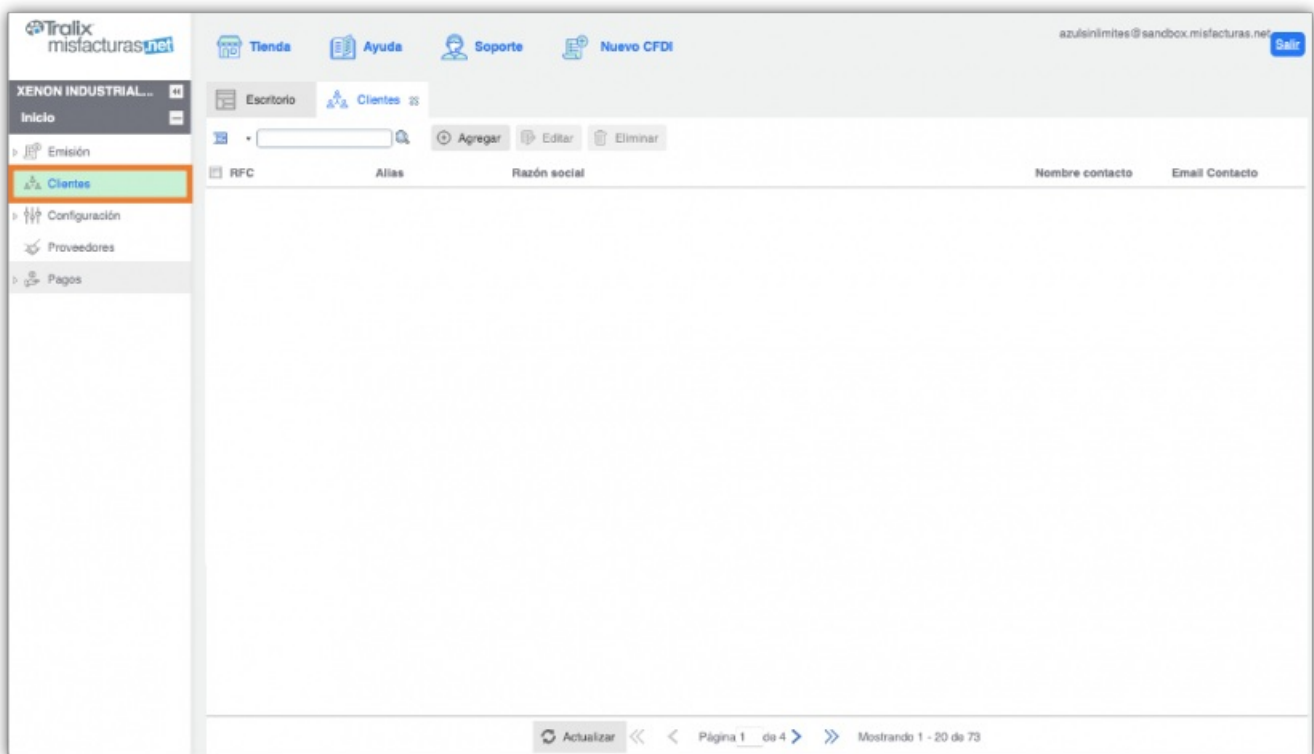 Tralix
misfacturas.net
Tienda
Ayuda
Soporte
Nuevo CFDI
azulsinlimites@sandbox.misfacturas.net
Salir
XENON INDUSTRIAL...
Inicio
Emisión
Clientes
Configuración
Proveedores
Pagos
Escritorio
Clientes
Agregar
Editar
Eliminar
RFC
Alias
Razón social
Nombre contacto
Email Contacto
Actualizar
Página 1 de 4
Mostrando 1 - 20 de 73